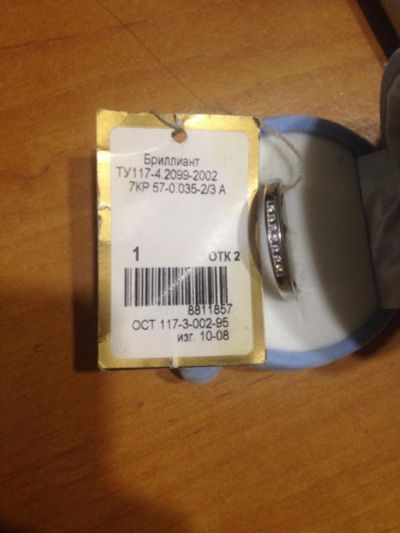 Бриллиант
ТУ117-4.2099-2002
7КР 57-0.035-2/3 А
1 ОТК 2
8811857
ОСТ 117-3-002-95
изг. 10-08